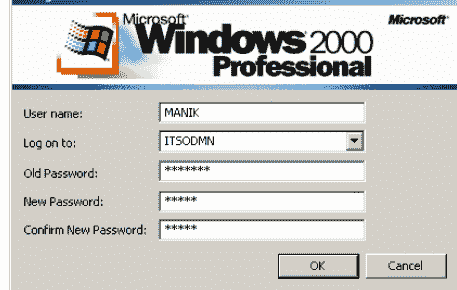 Microsoft Microsoft
Windows 2000
Professional
User name: MANIK
Log on to: ITSODMN
Old Password: *******
New Password: *****
Confirm New Password: *****
OK Cancel